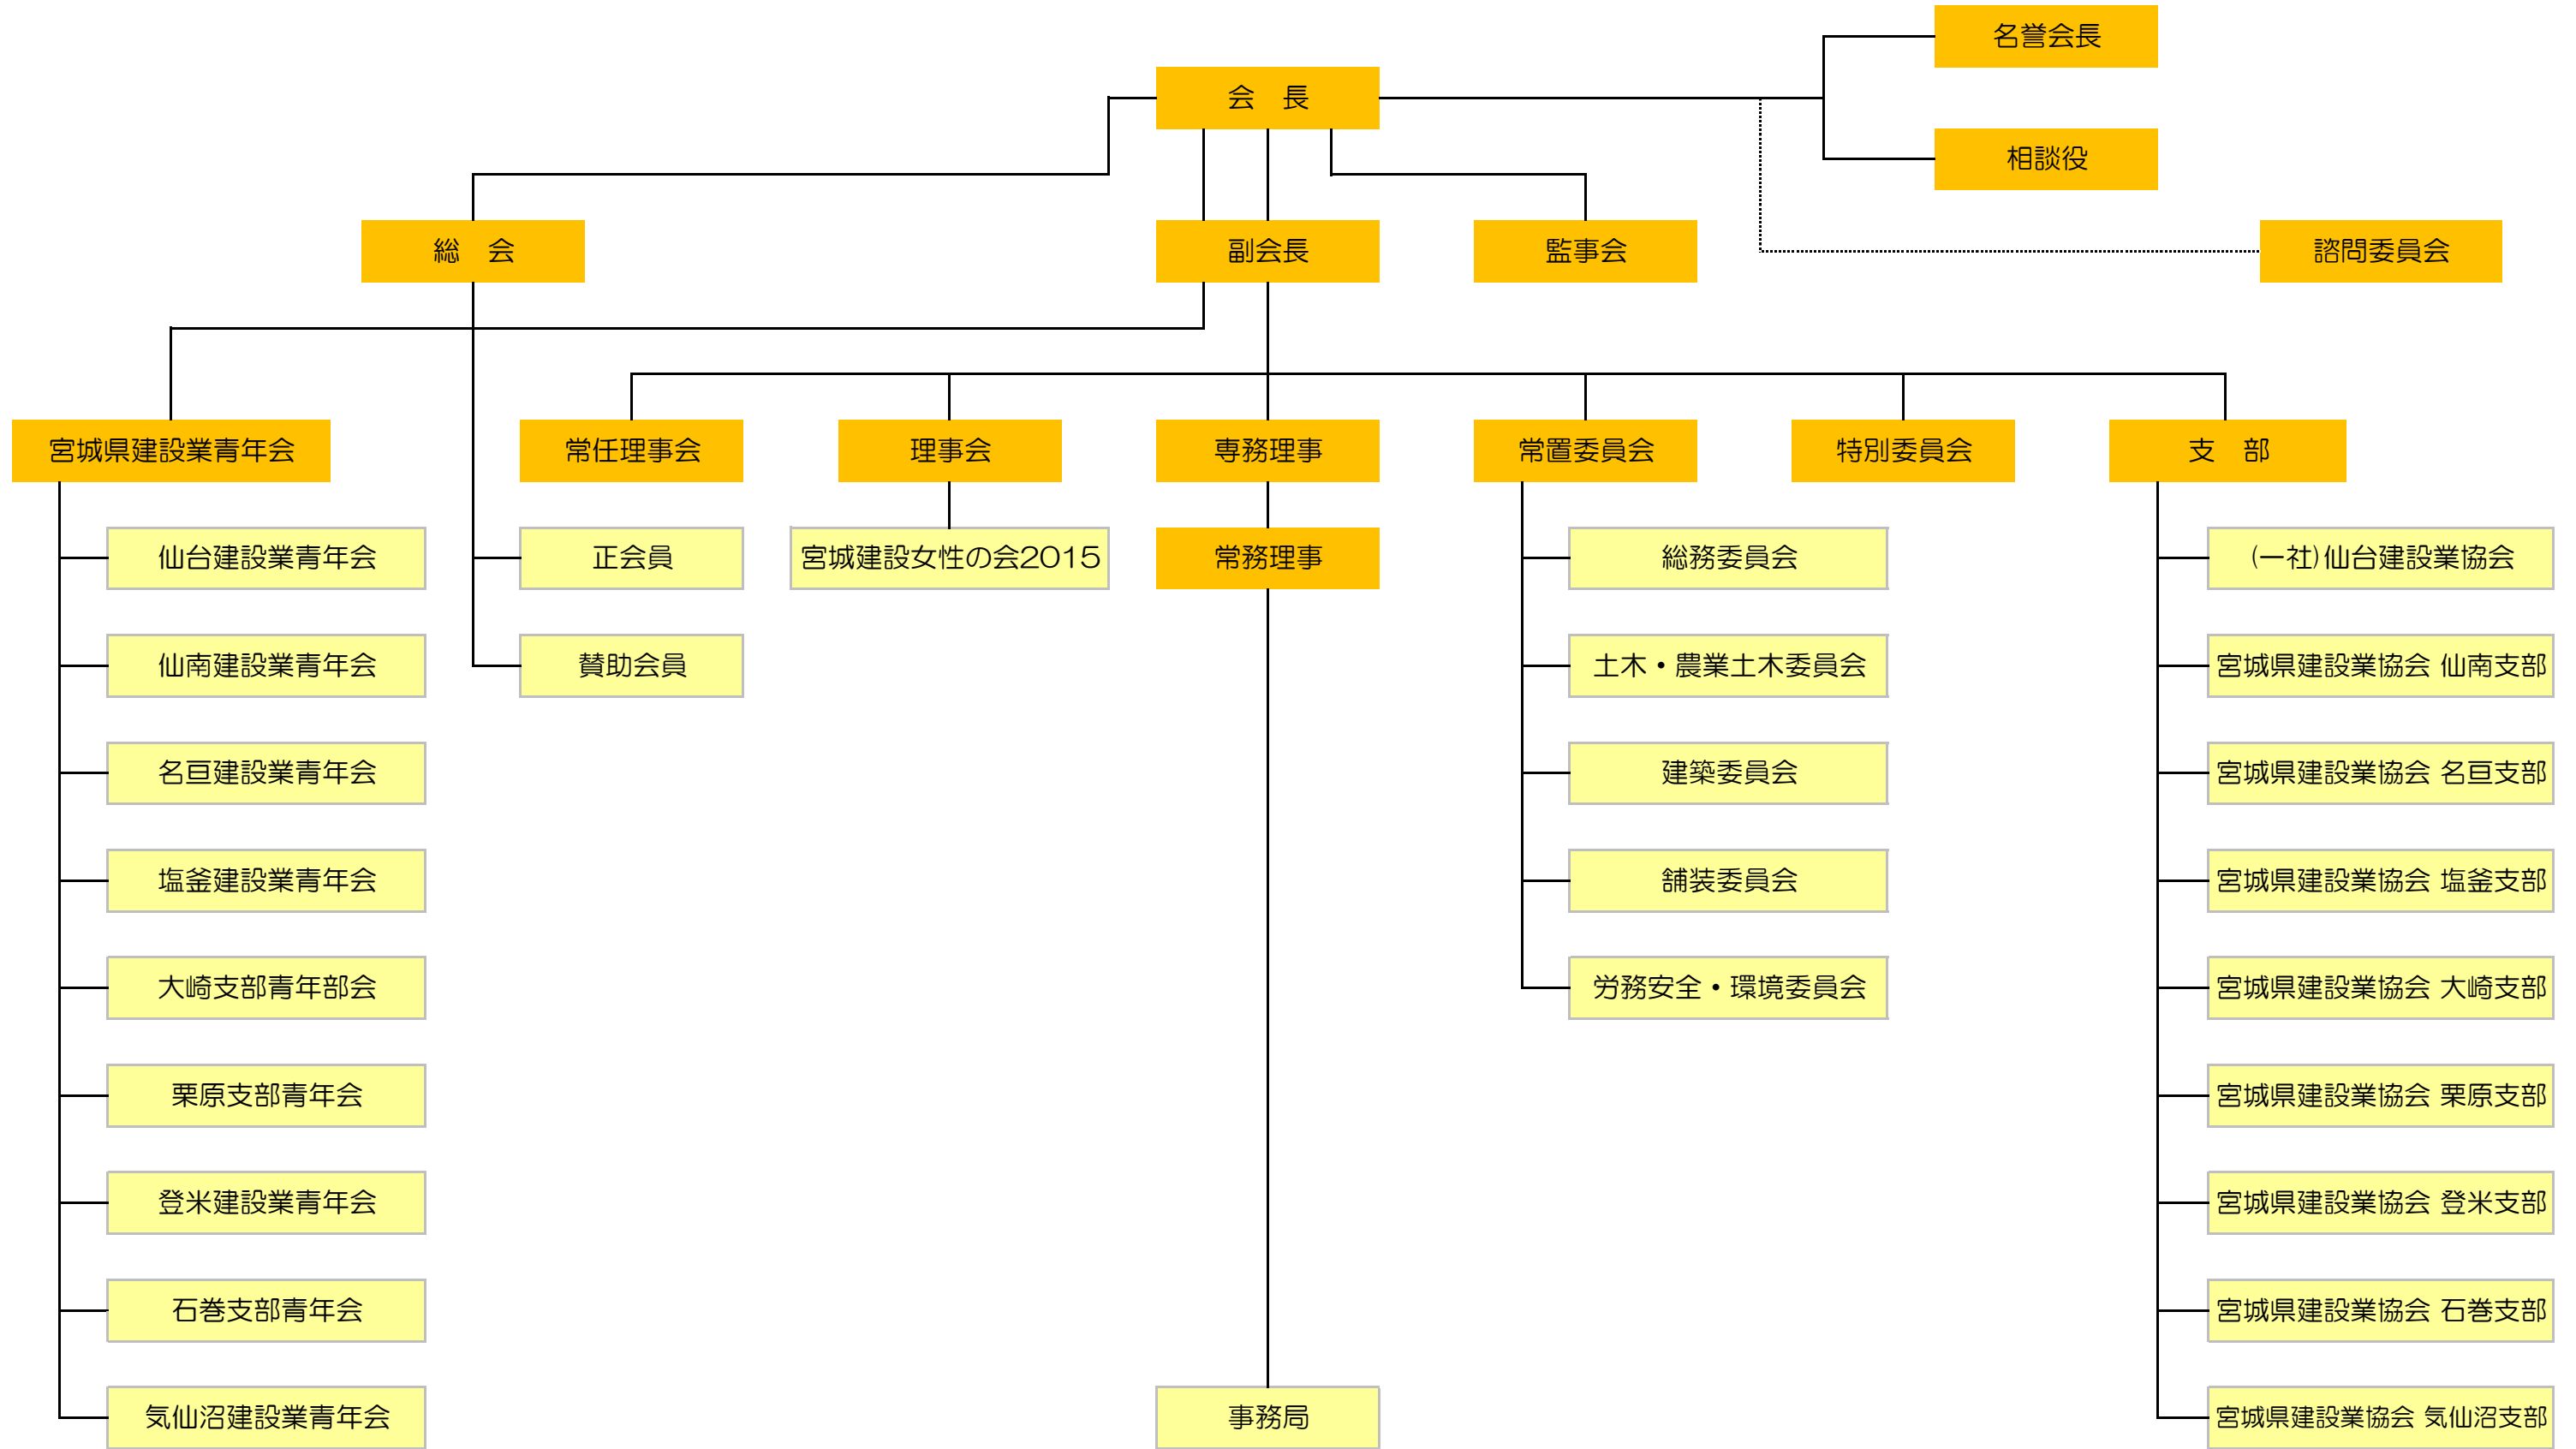 名誉会長
会　長
相談役
総　会
副会長
監事会
諮問委員会
宮城県建設業青年会
常任理事会
理事会
専務理事
常置委員会
特別委員会
支　部
仙台建設業青年会
正会員
宮城建設女性の会2015
常務理事
総務委員会
(一社)仙台建設業協会
仙南建設業青年会
賛助会員
土木・農業土木委員会
宮城県建設業協会 仙南支部
名亘建設業青年会
建築委員会
宮城県建設業協会 名亘支部
塩釜建設業青年会
舗装委員会
宮城県建設業協会 塩釜支部
大崎支部青年部会
労務安全・環境委員会
宮城県建設業協会 大崎支部
栗原支部青年会
宮城県建設業協会 栗原支部
登米建設業青年会
宮城県建設業協会 登米支部
石巻支部青年会
宮城県建設業協会 石巻支部
気仙沼建設業青年会
事務局
宮城県建設業協会 気仙沼支部